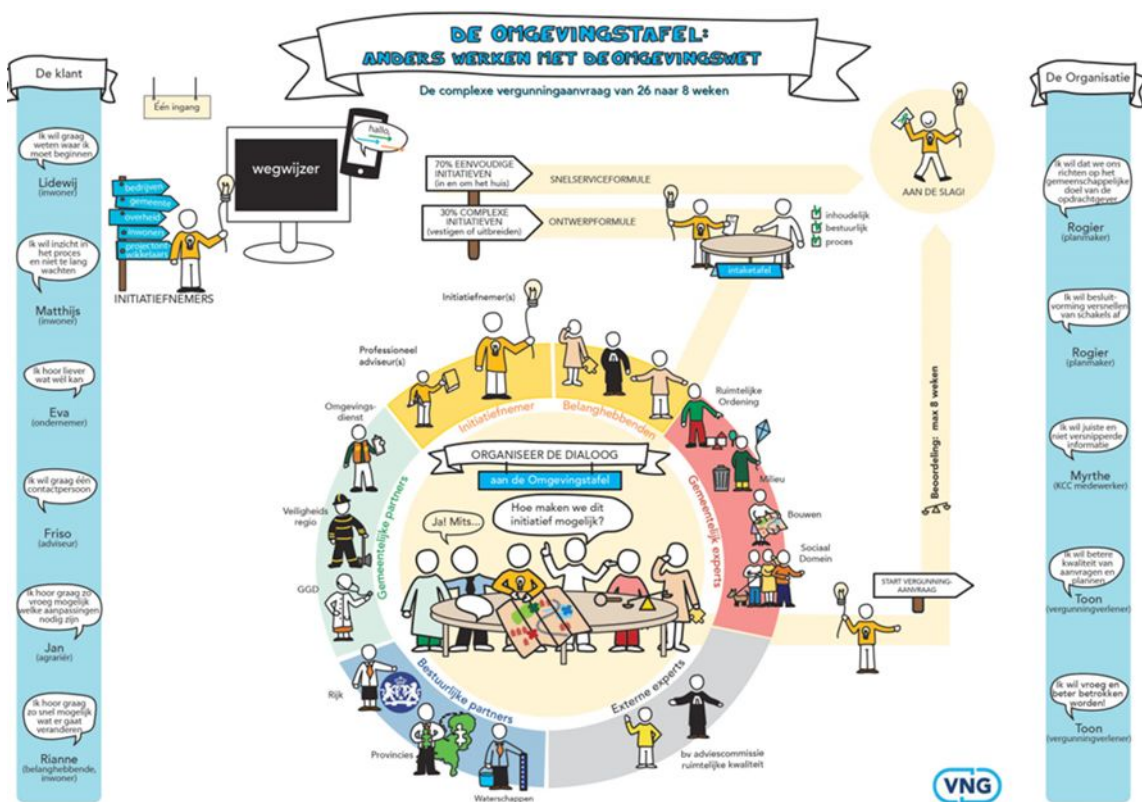 DE OMGEVINGSTAFEL:
ANDERS WERKEN MET DE OMGEVINGSWET
De complexe vergunningaanvraag van 26 naar 8 weken
De klant
Ik wil graag
weten waar ik
moet beginnen
Lidewij
(inwoner)
Ik wil inzicht in
het proces
en niet te lang
wachten
Matthijs
(inwoner)
Ik hoor liever
wat wél kan
Eva
(ondernemer)
Ik wil graag één
contactpersoon
Friso
(adviseur)
Ik hoor graag zo
vroeg mogelijk
welke aanpassingen
nodig zijn
Jan
(agrariër)
Ik hoor graag
zo snel mogelijk
wat er gaat
veranderen
Rianne
(belanghebbende,
inwoner)
Één ingang
bedrijven
gemeente
overheid
inwoners
projectont-
wikkelaars
INITIATIEFNEMERS
wegwijzer
hallo,
70% EENVOUDIGE
INITIATIEVEN
(in en om het huis)
SNELSERVICEFORMULE
30% COMPLEXE
INITIATIEVEN
(vestigen of uitbreiden)
ONTWERPFORMULE
intaketafel
inhoudelijk
bestuurlijk
proces
AAN DE SLAG!
Initiatiefnemer(s)
Professioneel
adviseur(s)
Omgevings-
dienst
Veiligheids
regio
GGD
Rijk
Provincies
Waterschappen
Ruimtelijke
Ordening
Milieu
Bouwen
Sociaal
Domein
bv adviescommissie
ruimtelijke kwaliteit
Initiatiefnemer
Belanghebbenden
Gemeentelijk experts
Externe experts
Bestuurlijke partners
Gemeentelijke partners
ORGANISEER DE DIALOOG
aan de Omgevingstafel
Ja! Mits...
Hoe maken we dit
initiatief mogelijk?
START VERGUNNING-
AANVRAAG
Beoordeling: max 8 weken
De Organisatie
Ik wil dat we ons
richten op het
gemeenschappelijke
doel van de
opdrachtgever
Rogier
(planmaker)
Ik wil besluit-
vorming versnellen
van schakels af
Rogier
(planmaker)
Ik wil juiste en
niet versnipperde
informatie
Myrthe
(KCC medewerker)
Ik wil betere
kwaliteit van
aanvragen en
plannen
Toon
(vergunningverlener)
Ik wil vroeg en
beter betrokken
worden!
Toon
(vergunningverlener)
VNG